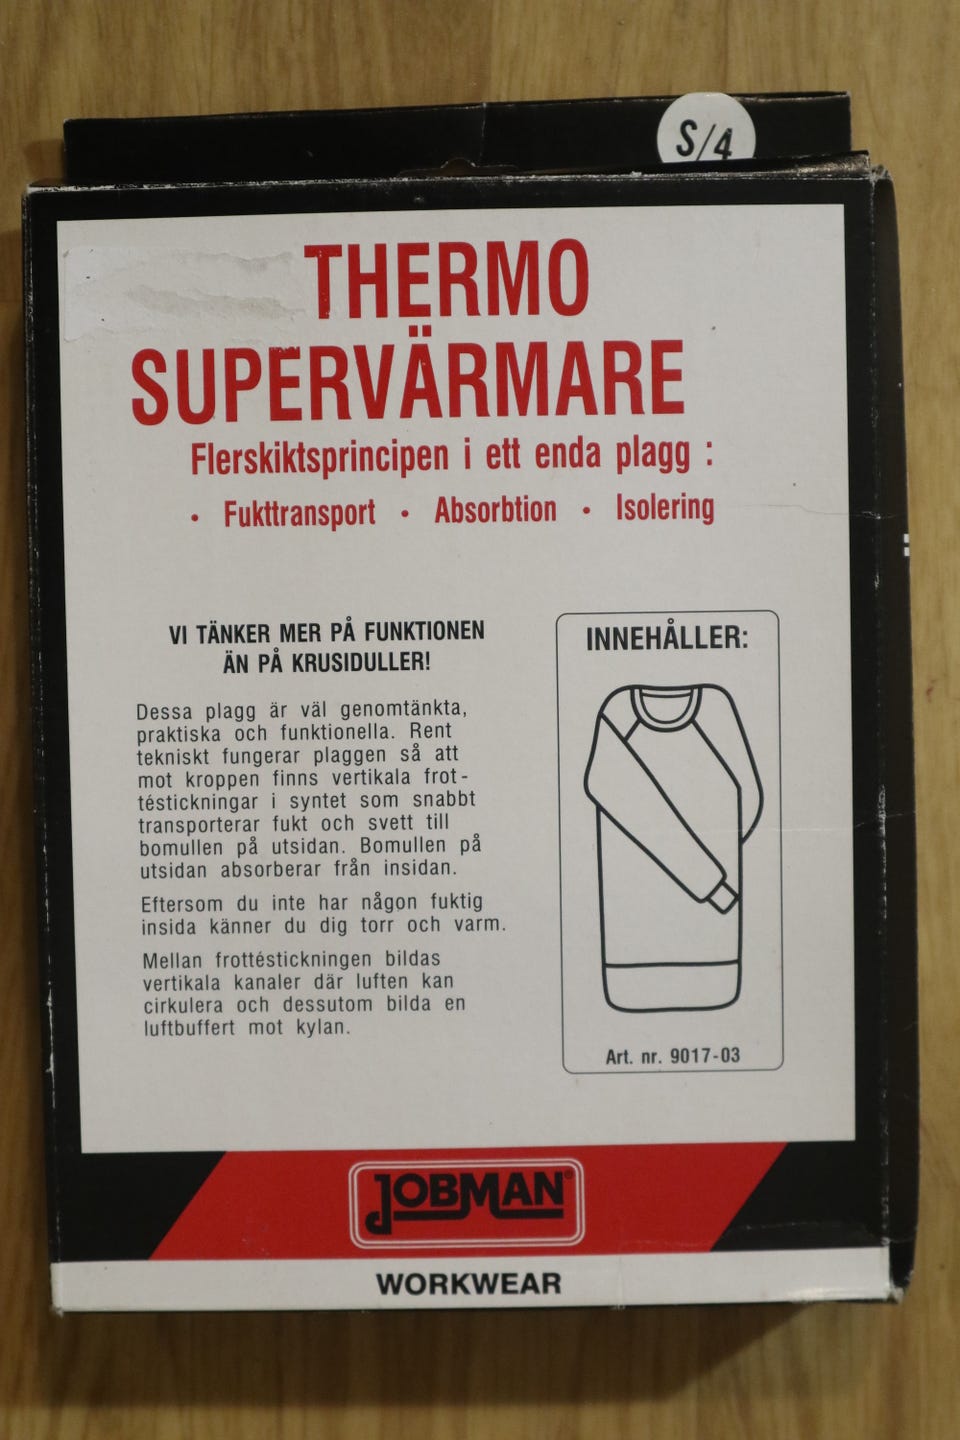 S/4
THERMO
SUPERVÄRMARE
Flerskiktsprincipen i ett enda plagg :
• Fukttransport • Absorbtion • Isolering
VI TÄNKER MER PÅ FUNKTIONEN
ÄN PÅ KRUSIDULLER!
Dessa plagg är väl genomtänkta,
praktiska och funktionella. Rent
tekniskt fungerar plaggen så att
mot kroppen finns vertikala frot-
téstickningar i syntet som snabbt
transporterar fukt och svett till
bomullen på utsidan. Bomullen på
utsidan absorberar från insidan.
Eftersom du inte har någon fuktig
insida känner du dig torr och varm.
Mellan frottéstickningen bildas
vertikala kanaler där luften kan
cirkulera och dessutom bilda en
luftbuffert mot kylan.
INNEHÅLLER:
Art. nr. 9017-03
JOBMAN®
WORKWEAR